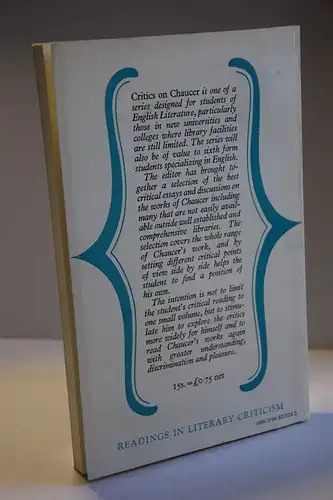 Critics on Chaucer is one of a
series designed for students of
English Literature, particularly
those in new universities and
colleges where library facilities
are still limited. The series will
also be of value to sixth form
students specializing in English.
The editor has brought to-
gether a selection of the best
critical essays and discussions on
the works of Chaucer including
many that are not easily avail-
able outside well established and
comprehensive libraries. The
selection covers the whole range
of Chaucer's work, and by
setting different critical points
of view side by side helps the
student to find a position of
his own.
The intention is not to limit
the student's critical reading to
one small volume, but to stimu-
late him to explore the critics
more widely for himself and to
read Chaucer's works again
with greater understanding,
discrimination and pleasure.
15s.=£0·75 net
READINGS IN LITERARY CRITICISM